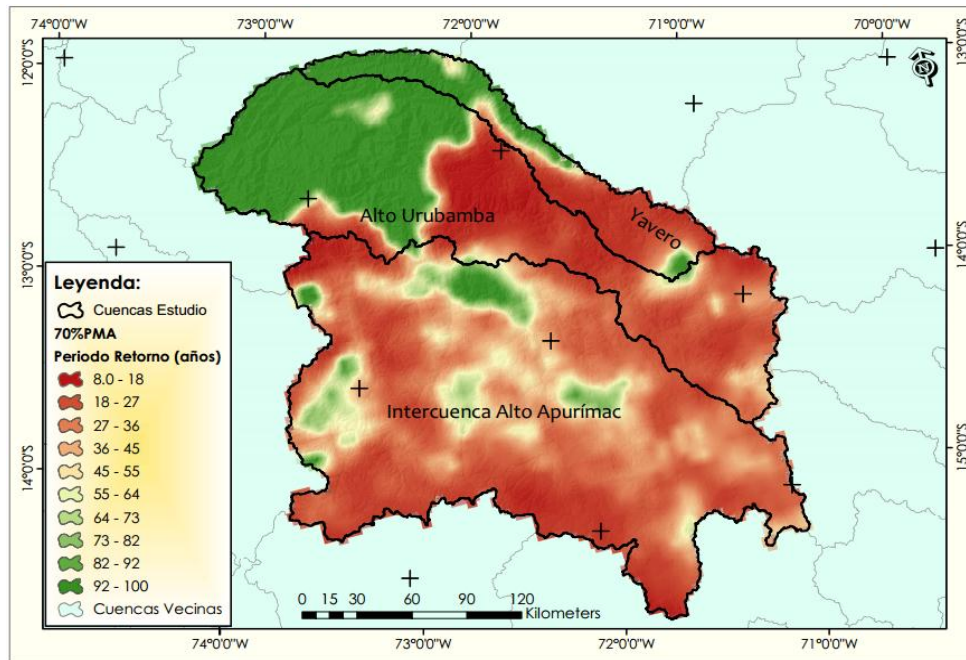 74°0'0"W 73°0'0"W 72°0'0"W 71°0'0"W 70°0'0"W
12°0'0"S 13°0'0"S
Alto Urubamba
Yavero
13°0'0"S 14°0'0"S
Intercuenca Alto Apurímac
14°0'0"S 15°0'0"S
Leyenda:
Cuencas Estudio
70%PMA
Periodo Retorno (años)
8.0 - 18
18 - 27
27 - 36
36 - 45
45 - 55
55 - 64
64 - 73
73 - 82
82 - 92
92 - 100
Cuencas Vecinas
0 15 30 60 90 120
Kilometers
74°0'0"W 73°0'0"W 72°0'0"W 71°0'0"W